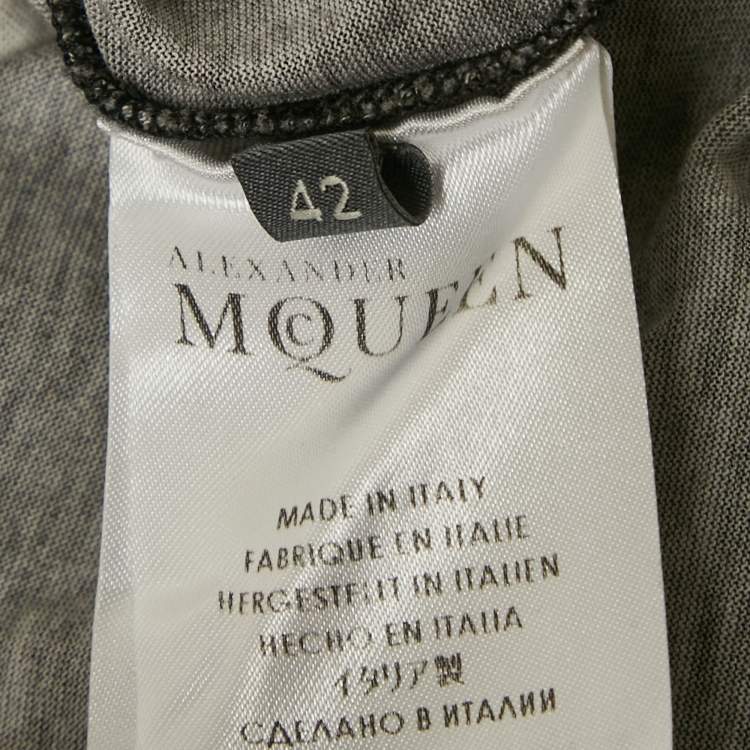 42
ALEXANDER
McQUEEN
MADE IN ITALY
FABRIQUE EN ITALIE
HERGESTELLT IN ITALIEN
HECHO EN ITALIA
イタリア製
СДЕЛАНО В ИТАЛИИ